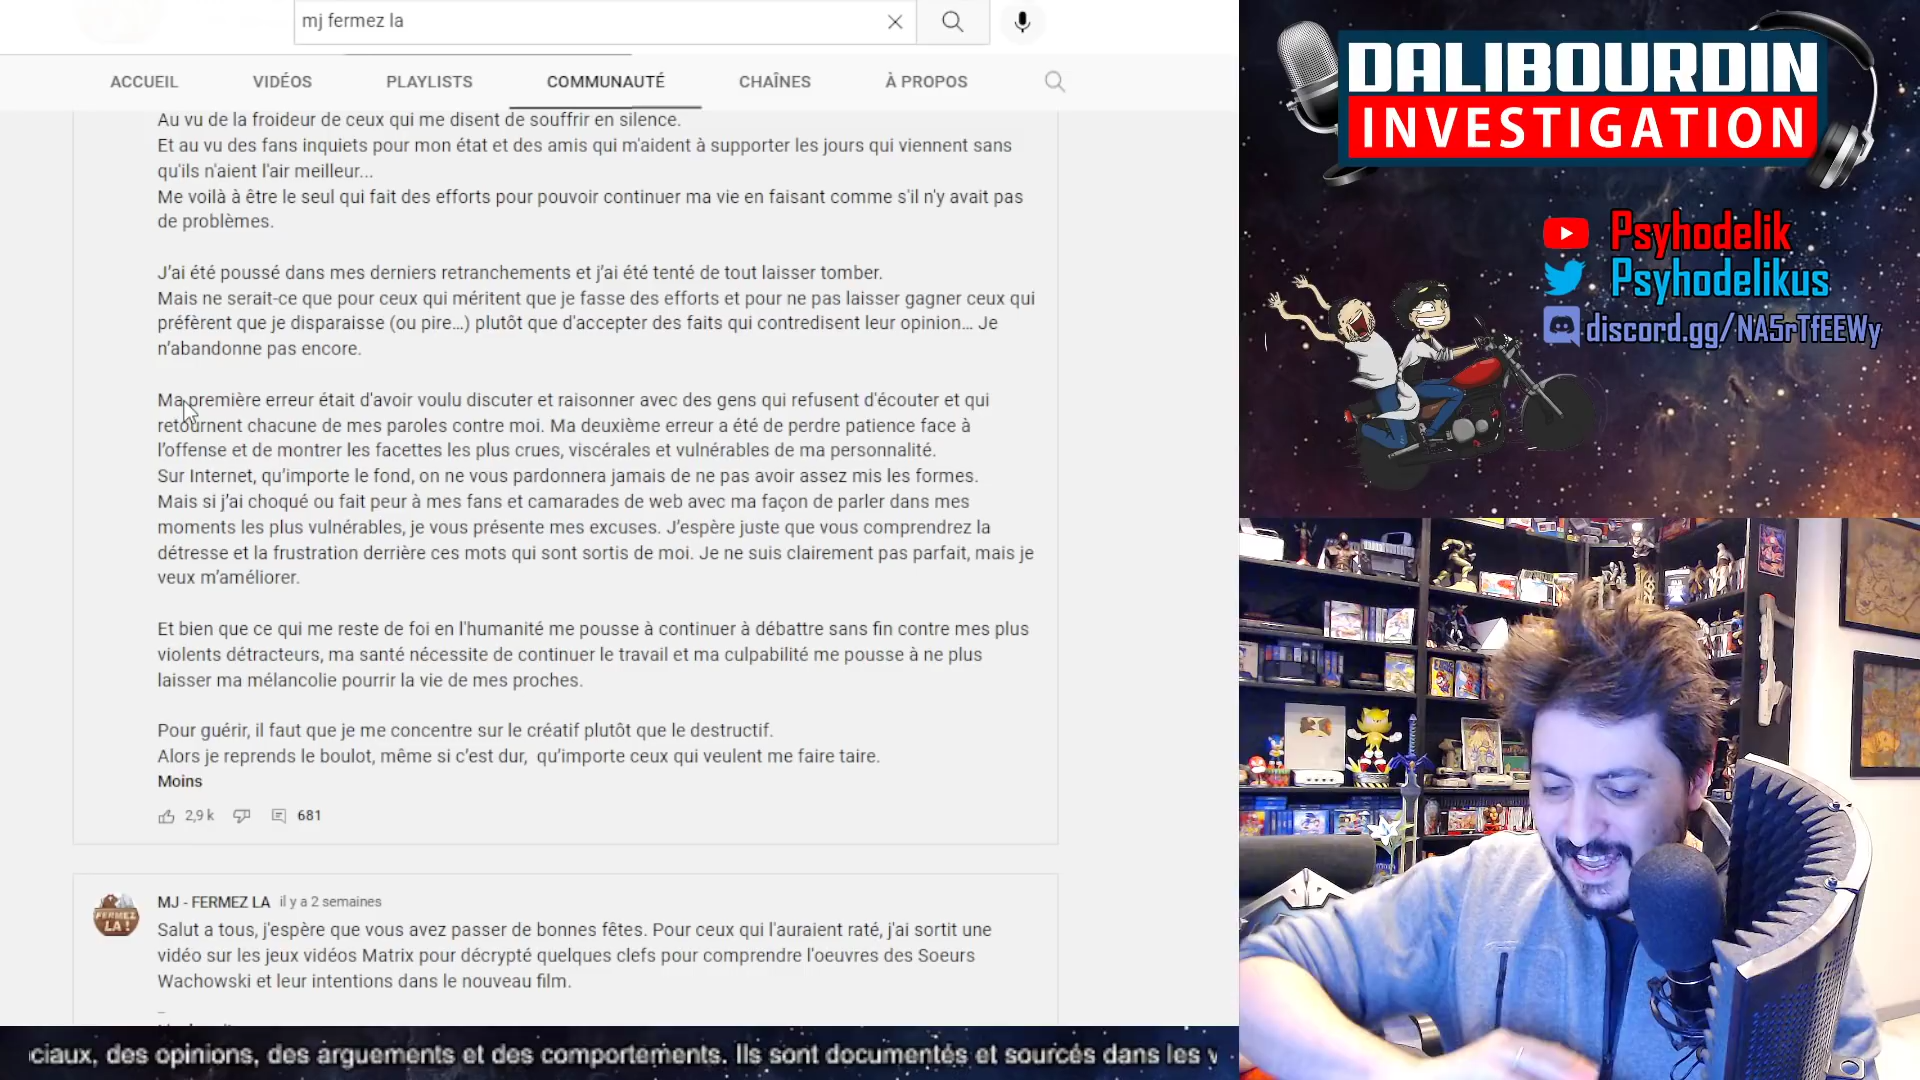 mj fermez la
ACCUEIL
VIDÉOS
PLAYLISTS
COMMUNAUTÉ
CHAÎNES
À PROPOS
Au vu de la froideur de ceux qui me disent de souffrir en silence.
Et au vu des fans inquiets pour mon état et des amis qui m'aident à supporter les jours qui viennent sans
qu'ils n'aient l'air meilleur...
Me voilà à être le seul qui fait des efforts pour pouvoir continuer ma vie en faisant comme s'il n'y avait pas
de problèmes.
J'ai été poussé dans mes derniers retranchements et j'ai été tenté de tout laisser tomber.
Mais ne serait-ce que pour ceux qui méritent que je fasse des efforts et pour ne pas laisser gagner ceux qui
préfèrent que je disparaisse (ou pire…) plutôt que d'accepter des faits qui contredisent leur opinion… Je
n'abandonne pas encore.
Ma première erreur était d'avoir voulu discuter et raisonner avec des gens qui refusent d'écouter et qui
retournent chacune de mes paroles contre moi. Ma deuxième erreur a été de perdre patience face à
l'offense et de montrer les facettes les plus crues, viscérales et vulnérables de ma personnalité.
Sur Internet, qu'importe le fond, on ne vous pardonnera jamais de ne pas avoir assez mis les formes.
Mais si j'ai choqué ou fait peur à mes fans et camarades de web avec ma façon de parler dans mes
moments les plus vulnérables, je vous présente mes excuses. J'espère juste que vous comprendrez la
détresse et la frustration derrière ces mots qui sont sortis de moi. Je ne suis clairement pas parfait, mais je
veux m'améliorer.
Et bien que ce qui me reste de foi en l'humanité me pousse à continuer à débattre sans fin contre mes plus
violents détracteurs, ma santé nécessite de continuer le travail et ma culpabilité me pousse à ne plus
laisser ma mélancolie pourrir la vie de mes proches.
Pour guérir, il faut que je me concentre sur le créatif plutôt que le destructif.
Alors je reprends le boulot, même si c'est dur, qu'importe ceux qui veulent me faire taire.
Moins
2,9 k
681
FERMEZ
LA !
MJ - FERMEZ LA il y a 2 semaines
Salut a tous, j'espère que vous avez passer de bonnes fêtes. Pour ceux qui l'auraient raté, j'ai sortit une
vidéo sur les jeux vidéos Matrix pour décrypté quelques clefs pour comprendre l'oeuvres des Soeurs
Wachowski et leur intentions dans le nouveau film.
–
ciaux, des opinions, des arguements et des comportements. Ils sont documentés et sourcés dans les v
DALIBOURDIN
INVESTIGATION
Psyhodelik
Psyhodelikus
discord.gg/NA5rTfEEWy